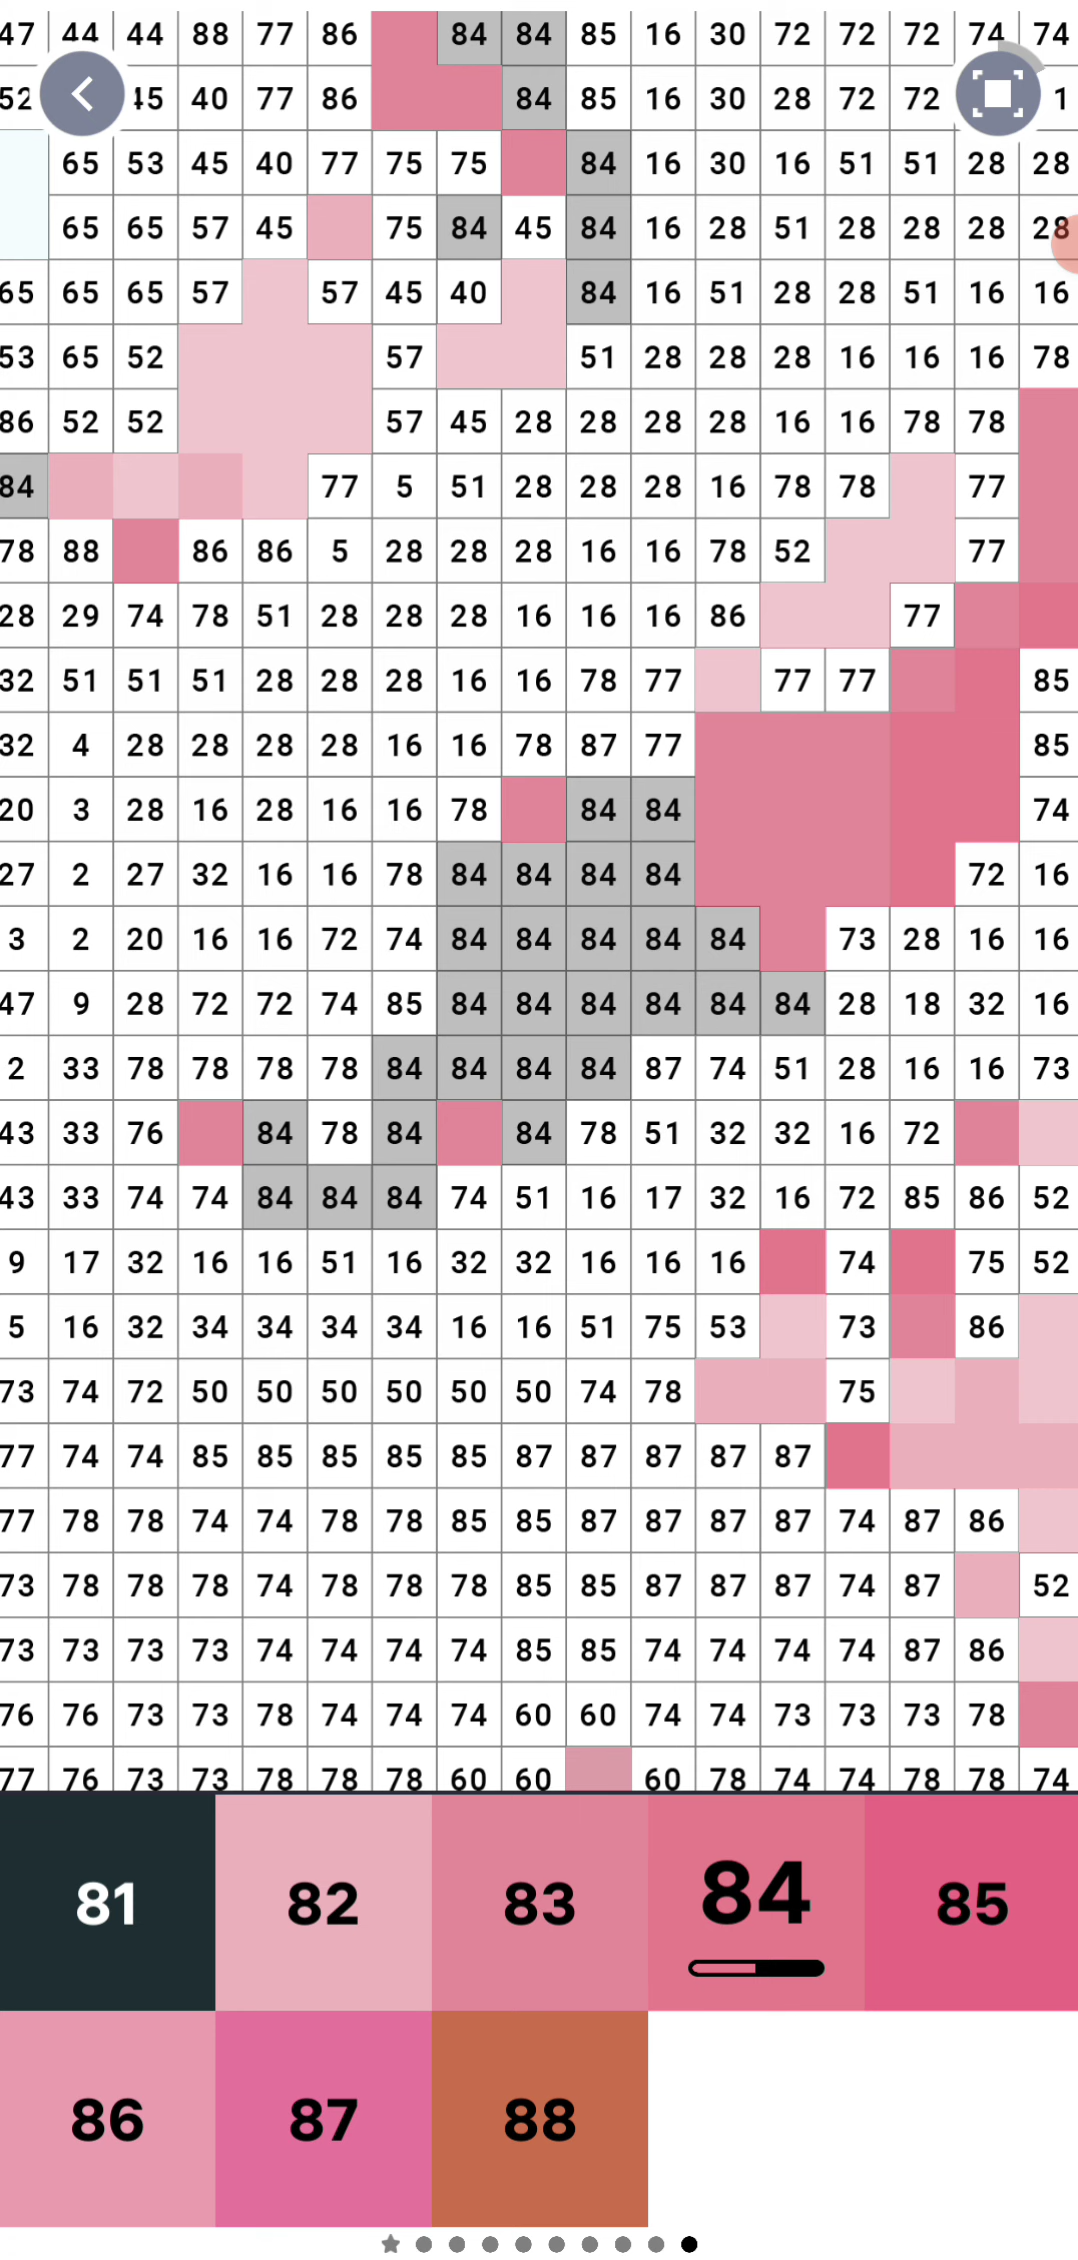 47 44 44 88 77 86 84 84 85 16 30 72 72 72 74 74
52 45 40 77 86 84 85 16 30 28 72 72 1
65 53 45 40 77 75 75 84 16 30 16 51 51 28 28
65 65 57 45 75 84 45 84 16 28 51 28 28 28 28
65 65 65 57 57 45 40 84 16 51 28 28 51 16 16
53 65 52 57 51 28 28 28 16 16 16 78
86 52 52 57 45 28 28 28 28 16 16 78 78
84 77 5 51 28 28 28 16 78 78 77
78 88 86 86 5 28 28 28 16 16 78 52 77
28 29 74 78 51 28 28 28 16 16 16 86 77
32 51 51 51 28 28 28 16 16 78 77 77 77 85
32 4 28 28 28 28 16 16 78 87 77 85
20 3 28 16 28 16 16 78 84 84 74
27 2 27 32 16 16 78 84 84 84 84 72 16
3 2 20 16 16 72 74 84 84 84 84 84 73 28 16 16
47 9 28 72 72 74 85 84 84 84 84 84 84 28 18 32 16
2 33 78 78 78 78 84 84 84 84 87 74 51 28 16 16 73
43 33 76 84 78 84 84 78 51 32 32 16 72
43 33 74 74 84 84 84 74 51 16 17 32 16 72 85 86 52
9 17 32 16 16 51 16 32 32 16 16 16 74 75 52
5 16 32 34 34 34 34 16 16 51 75 53 73 86
73 74 72 50 50 50 50 50 50 74 78 75
77 74 74 85 85 85 85 85 87 87 87 87 87
77 78 78 74 74 78 78 85 85 87 87 87 87 74 87 86
73 78 78 78 74 78 78 78 85 85 87 87 87 74 87 52
73 73 73 73 74 74 74 74 85 85 74 74 74 74 87 86
76 76 73 73 78 74 74 74 60 60 74 74 73 73 73 78
77 76 73 73 78 78 78 60 60 60 78 74 74 78 78 74
81 82 83 84 85
86 87 88